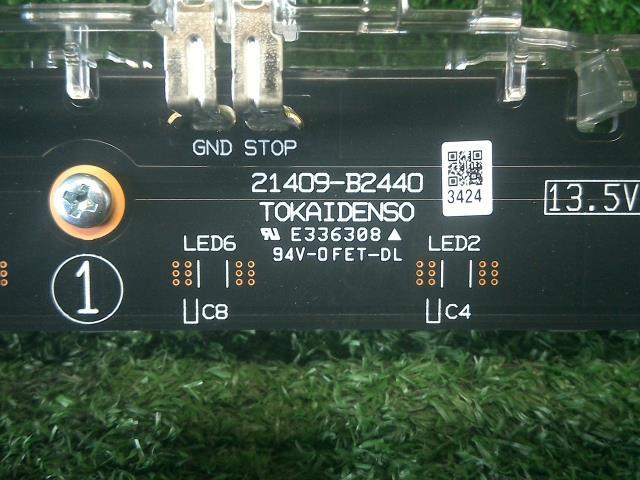 GND STOP
21409-B2440
TOKAIDENSO
E336308▲
94V-0FET-DL
3424
13.5V
LED6
LED2
1
C8
C4